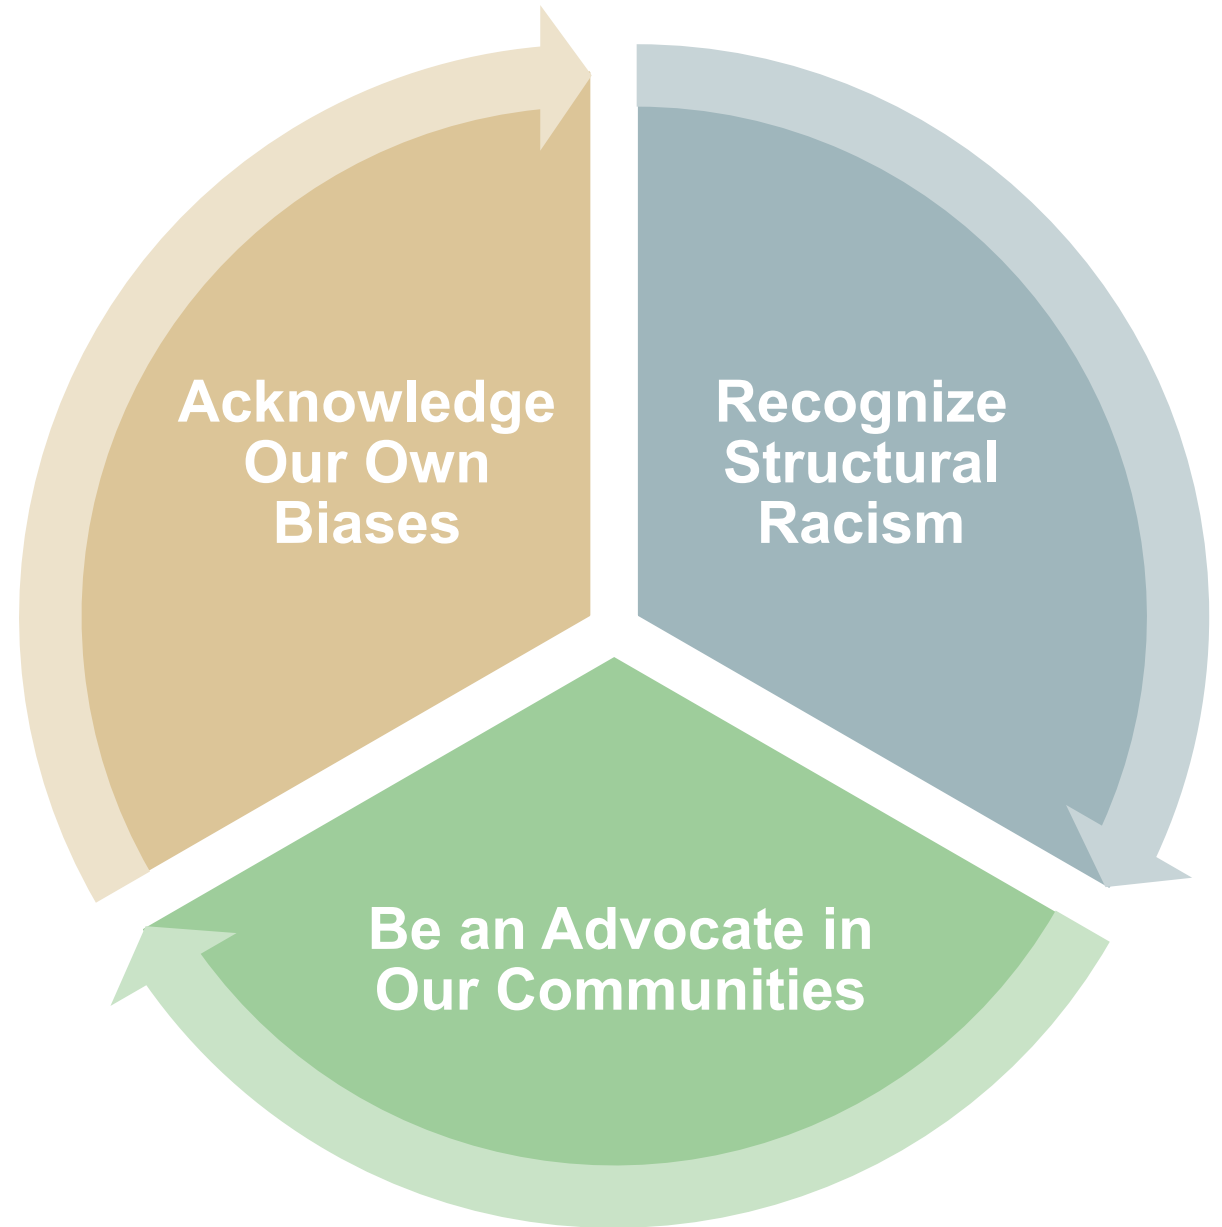 Acknowledge
Our Own
Biases
Recognize
Structural
Racism
Be an Advocate in
Our Communities